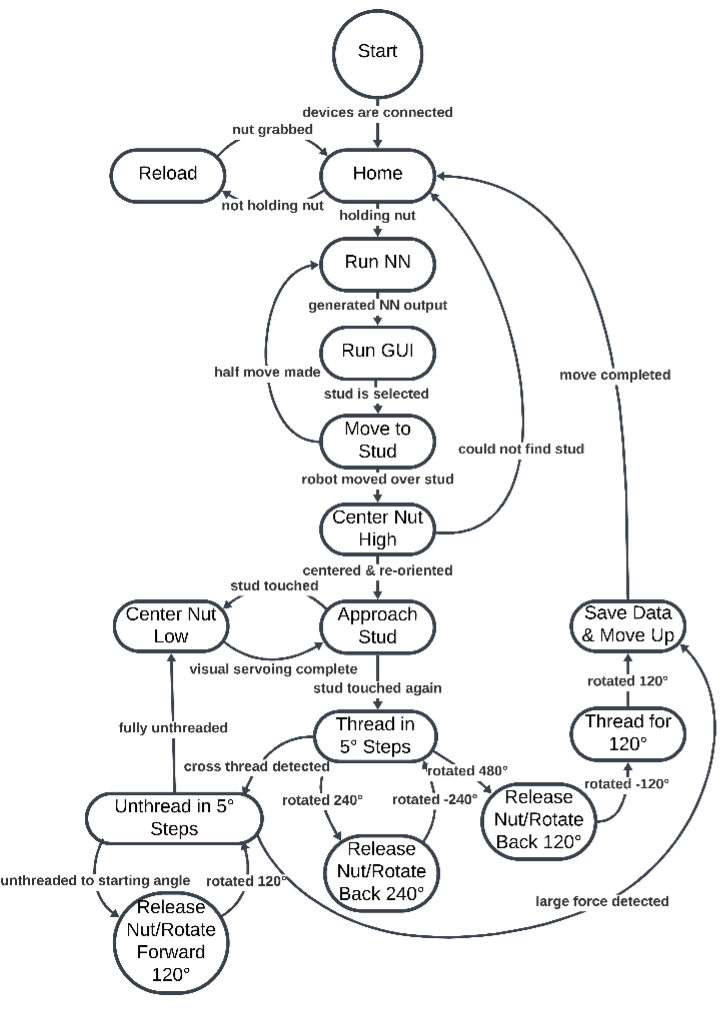 Start
devices are connected
nut grabbed
Reload
Home
not holding nut
holding nut
Run NN
generated NN output
Run GUI
half move made
move completed
stud is selected
Move to
Stud
could not find stud
robot moved over stud
Center Nut
High
centered & re-oriented
stud touched
Center Nut
Low
Approach
Stud
Save Data
& Move Up
visual servoing complete
rotated 120°
stud touched again
Thread in
5° Steps
Thread for
120°
fully unthreaded
cross thread detected
rotated 480°
rotated -120°
rotated 240°
rotated -240°
Unthread in 5°
Steps
Release
Nut/Rotate
Back 120°
Release
Nut/Rotate
Back 240°
unthreaded to starting angle
rotated 120°
large force detected
Release
Nut/Rotate
Forward
120°